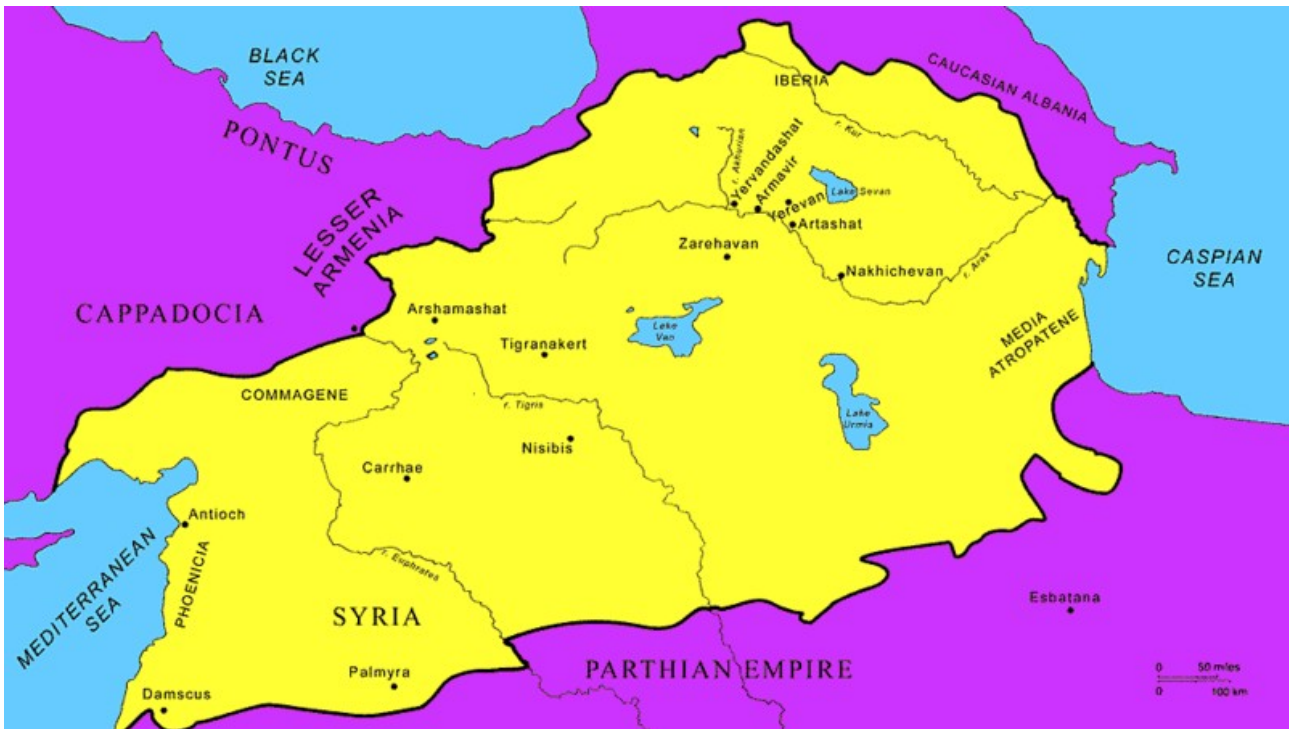 BLACK
SEA
IBERIA
CAUCASIAN ALBANIA
PONTUS
r. Kur
r. Akhurian
Yervandashat
Armavir
Yerevan
Lake Sevan
Artashat
LESSER
ARMENIA
Zarehavan
Nakhichevan
r. Arax
CASPIAN
SEA
CAPPADOCIA
Arshamashat
Lake
Van
MEDIA
ATROPATENE
Tigranakert
COMMAGENE
r. Tigris
Lake
Urmia
Nisibis
Carrhae
Antioch
MEDITERRANEAN
SEA
PHOENICIA
r. Euphrates
SYRIA
Esbatana
PARTHIAN EMPIRE
Palmyra
Damscus
0 50 miles
0 100 km